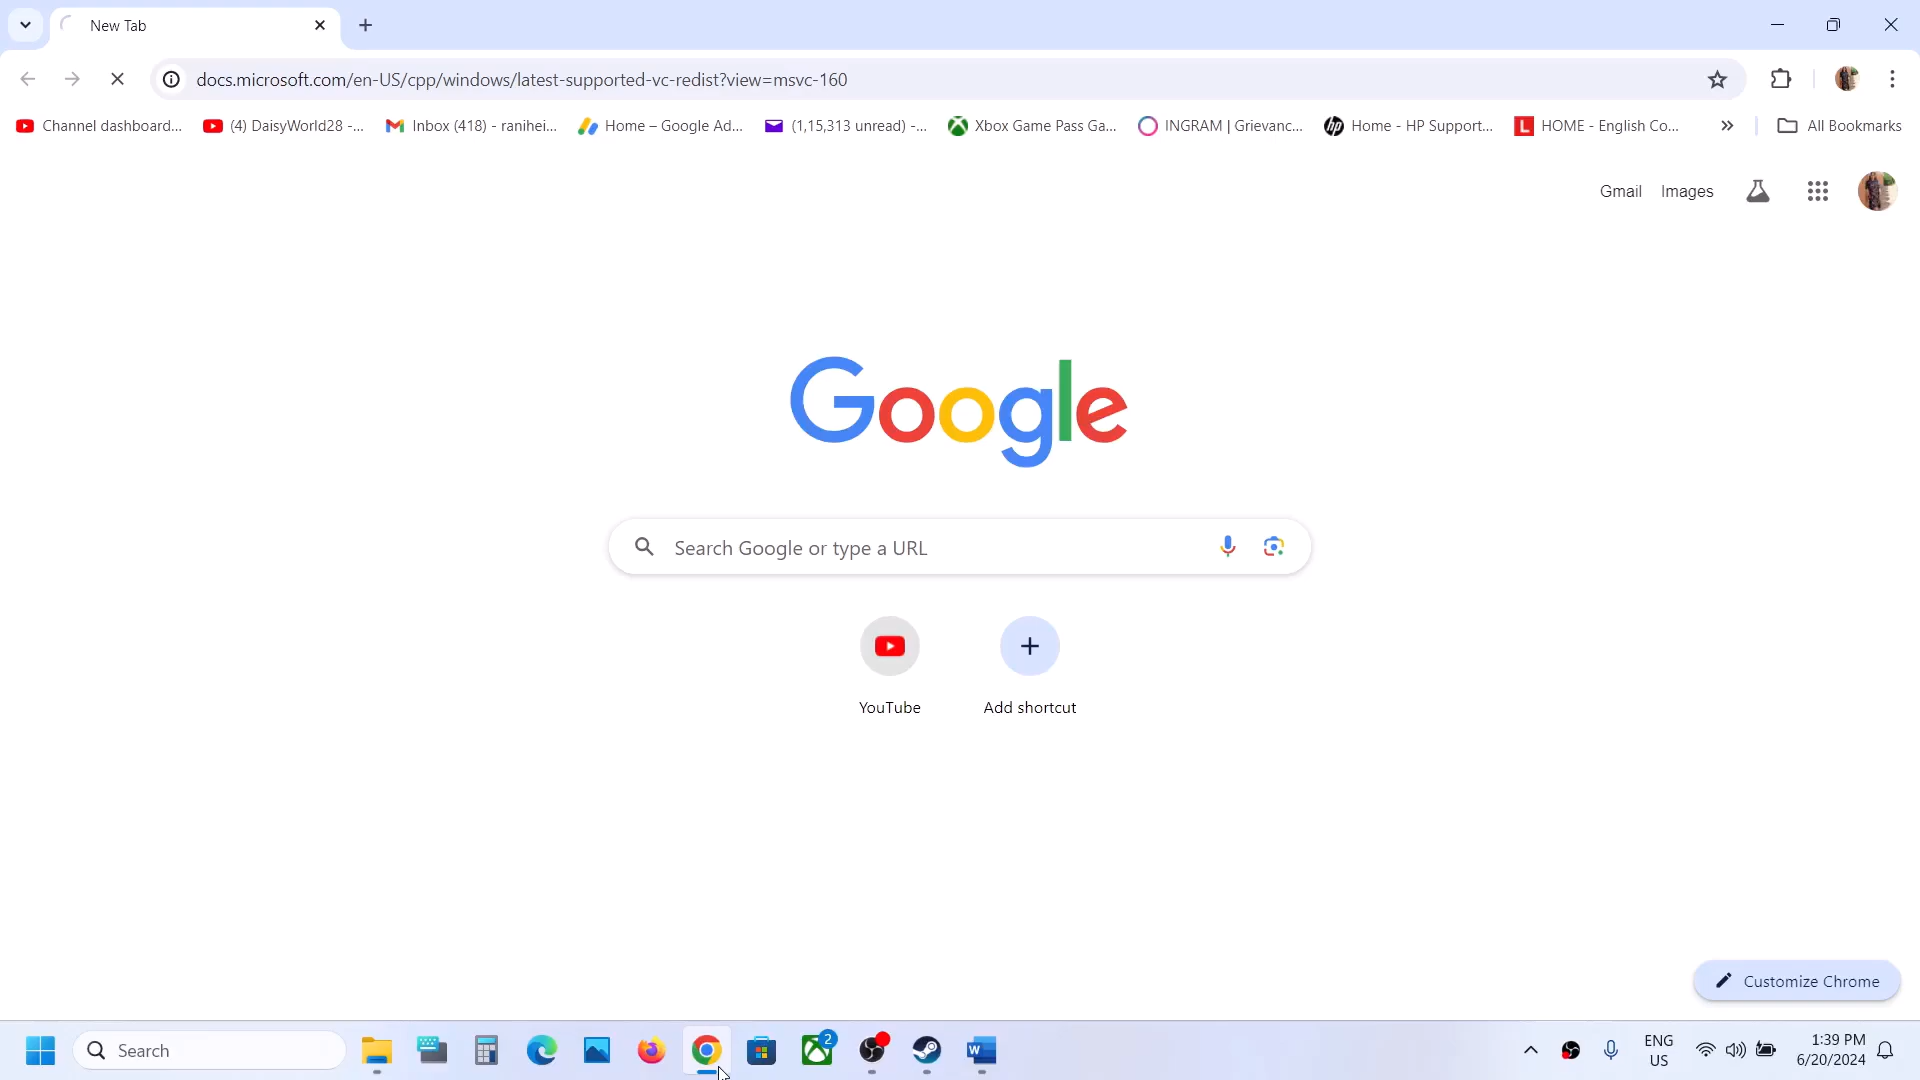 New Tab
docs.microsoft.com/en-US/cpp/windows/latest-supported-vc-redist?view=msvc-160
Channel dashboard... (4) DaisyWorld28 -... Inbox (418) - ranihei... Home – Google Ad... (1,15,313 unread) -... Xbox Game Pass Ga... INGRAM | Grievanc... hp Home - HP Support... L HOME - English Co... » All Bookmarks
Gmail Images
Google
Search Google or type a URL
YouTube Add shortcut
Customize Chrome
Search 2 W ENG 1:39 PM
US 6/20/2024